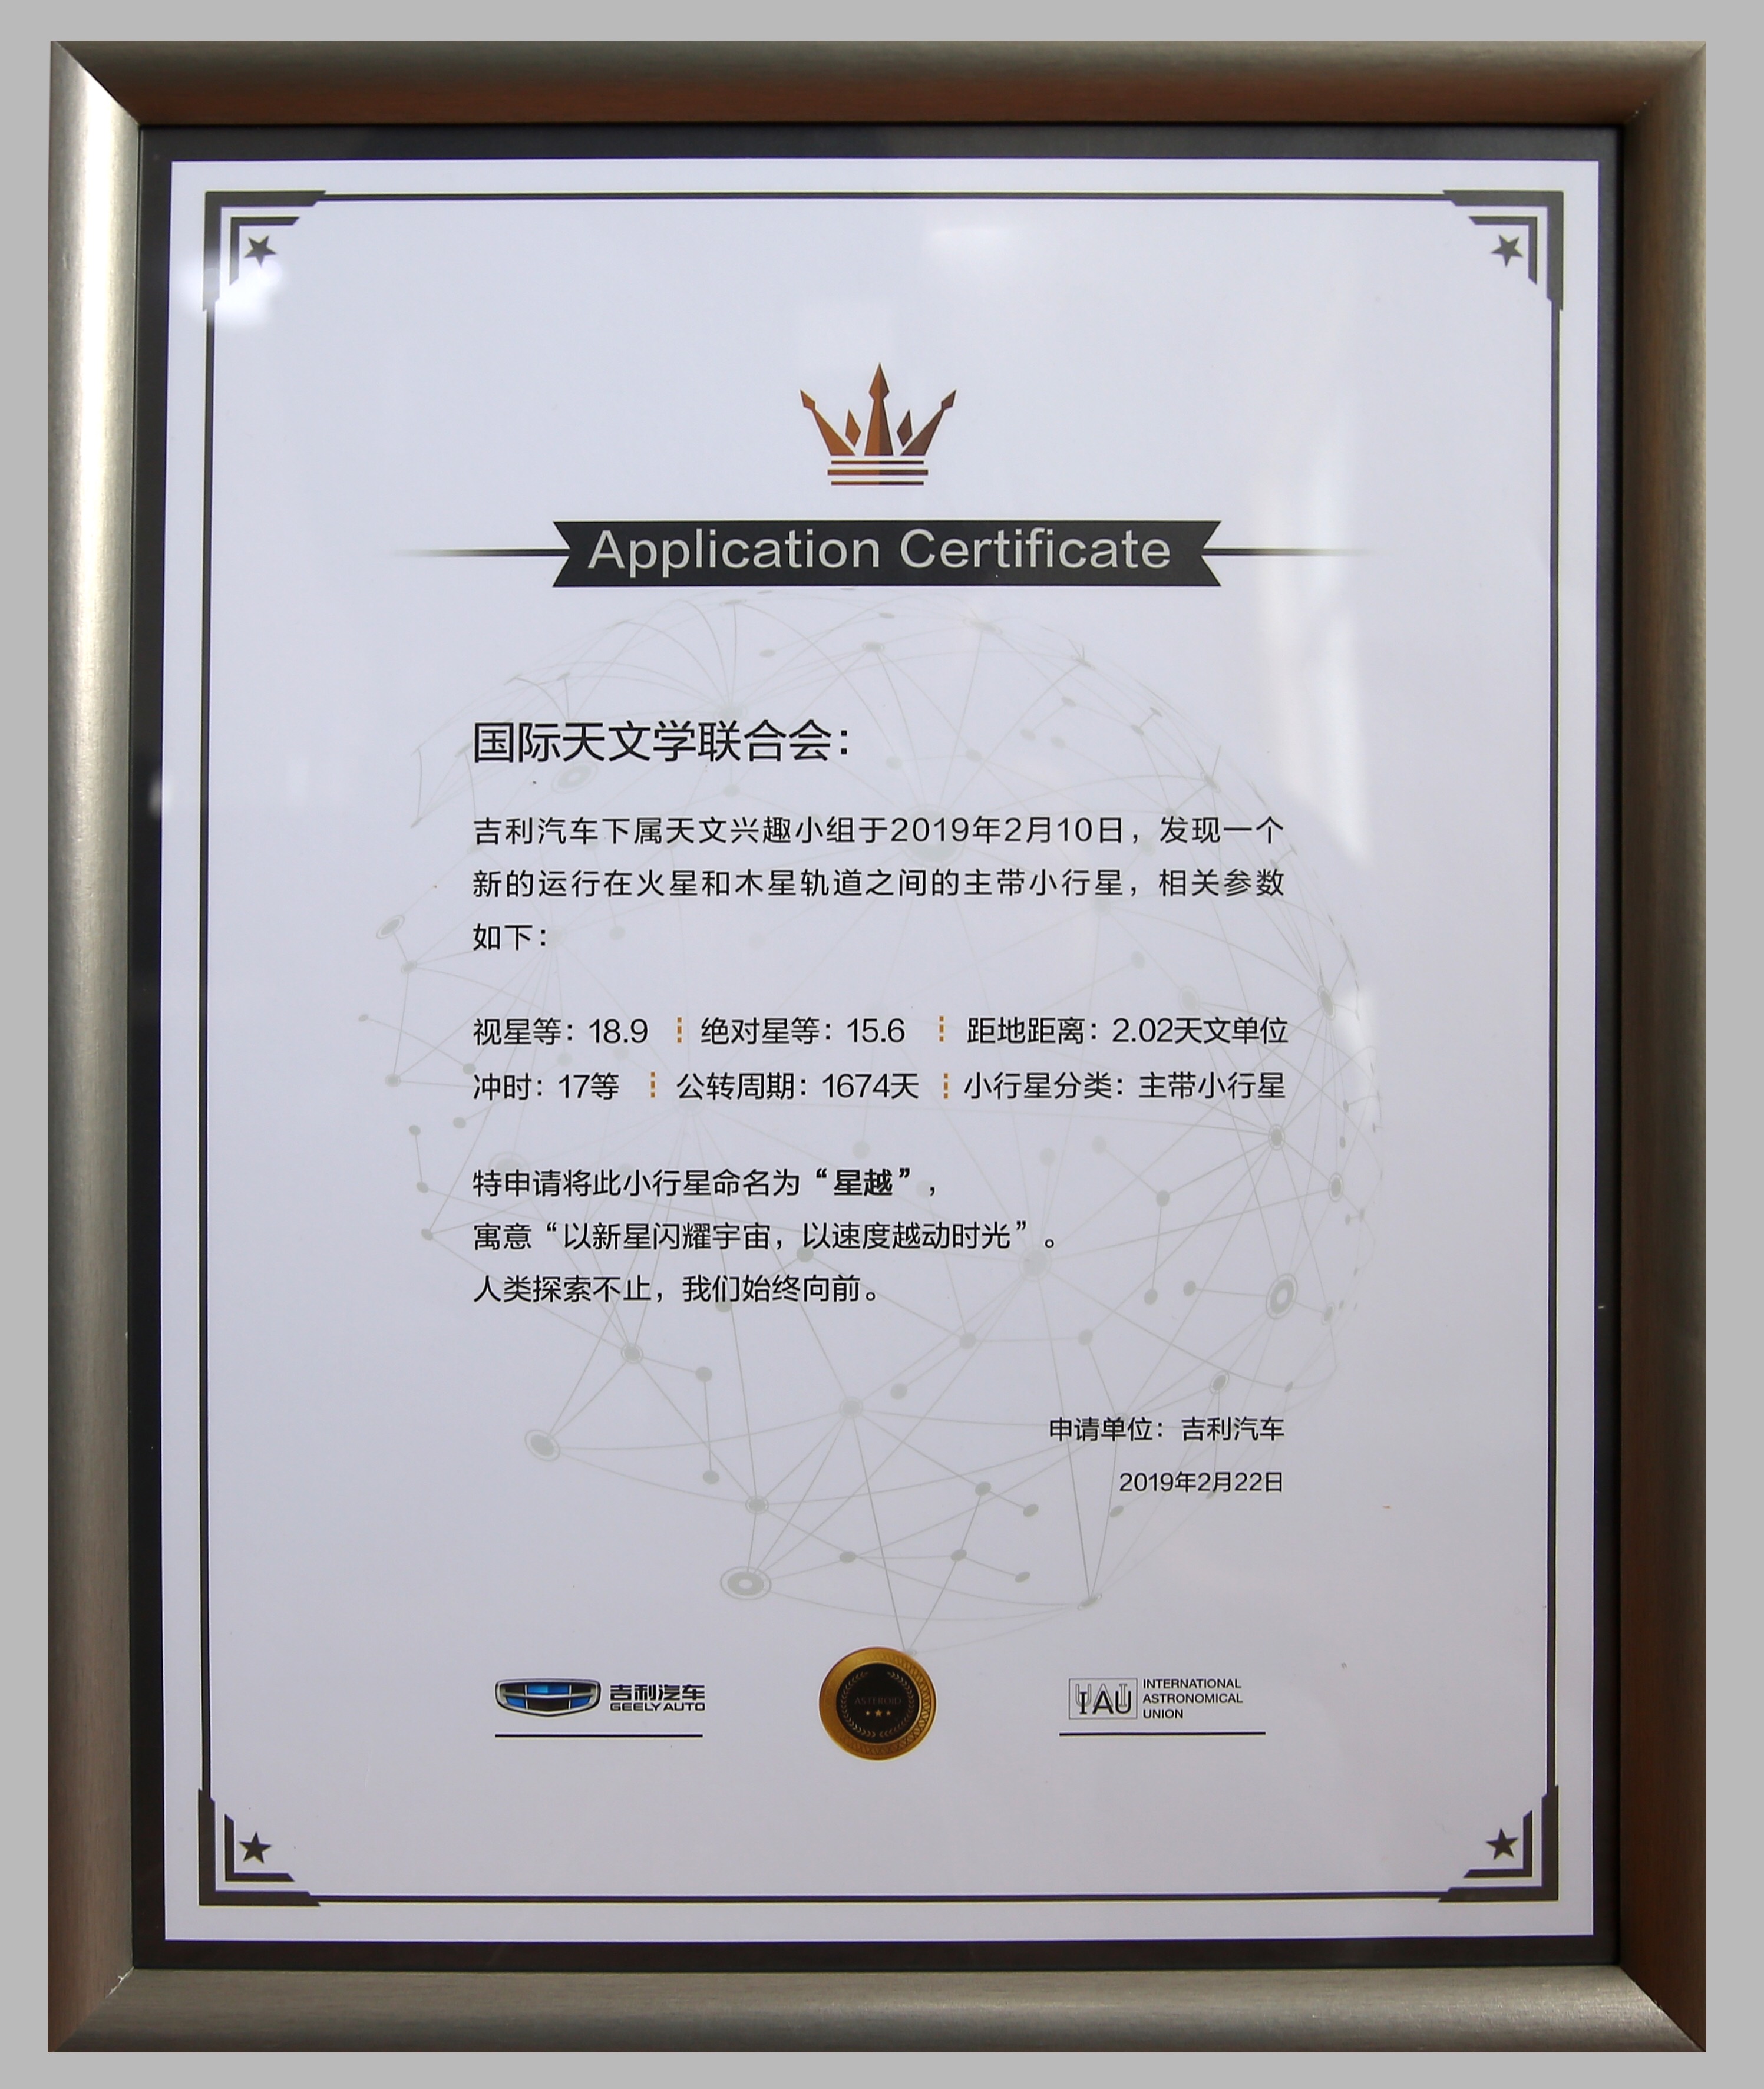 Application Certificate
国际天文学联合会：
吉利汽车下属天文兴趣小组于2019年2月10日，发现一个
新的运行在火星和木星轨道之间的主带小行星，相关参数
如下：
视星等：18.9 ┋ 绝对星等：15.6 ┋ 距地距离：2.02天文单位
冲时：17等 ┋ 公转周期：1674天 ┋ 小行星分类：主带小行星
特申请将此小行星命名为“星越”，
寓意“以新星闪耀宇宙，以速度越动时光”。
人类探索不止，我们始终向前。
申请单位：吉利汽车
2019年2月22日
吉利汽车
GEELY AUTO
ASTEROID
IAU
INTERNATIONAL
ASTRONOMICAL
UNION